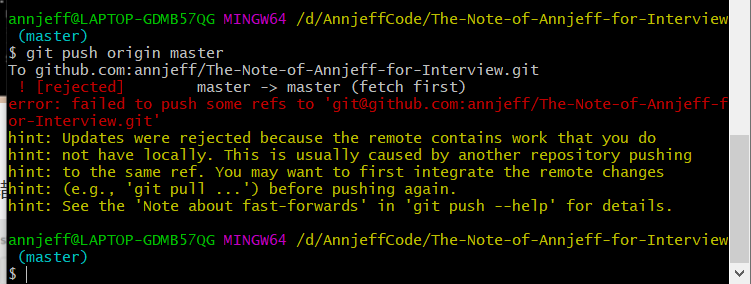 annjeff@LAPTOP-GDMB57QG MINGW64 /d/AnnjeffCode/The-Note-of-Annjeff-for-Interview
(master)
$ git push origin master
To github.com:annjeff/The-Note-of-Annjeff-for-Interview.git
! [rejected]        master -> master (fetch first)
error: failed to push some refs to 'git@github.com:annjeff/The-Note-of-Annjeff-f
or-Interview.git'
hint: Updates were rejected because the remote contains work that you do
hint: not have locally. This is usually caused by another repository pushing
hint: to the same ref. You may want to first integrate the remote changes
hint: (e.g., 'git pull ...') before pushing again.
hint: See the 'Note about fast-forwards' in 'git push --help' for details.
annjeff@LAPTOP-GDMB57QG MINGW64 /d/AnnjeffCode/The-Note-of-Annjeff-for-Interview
(master)
$